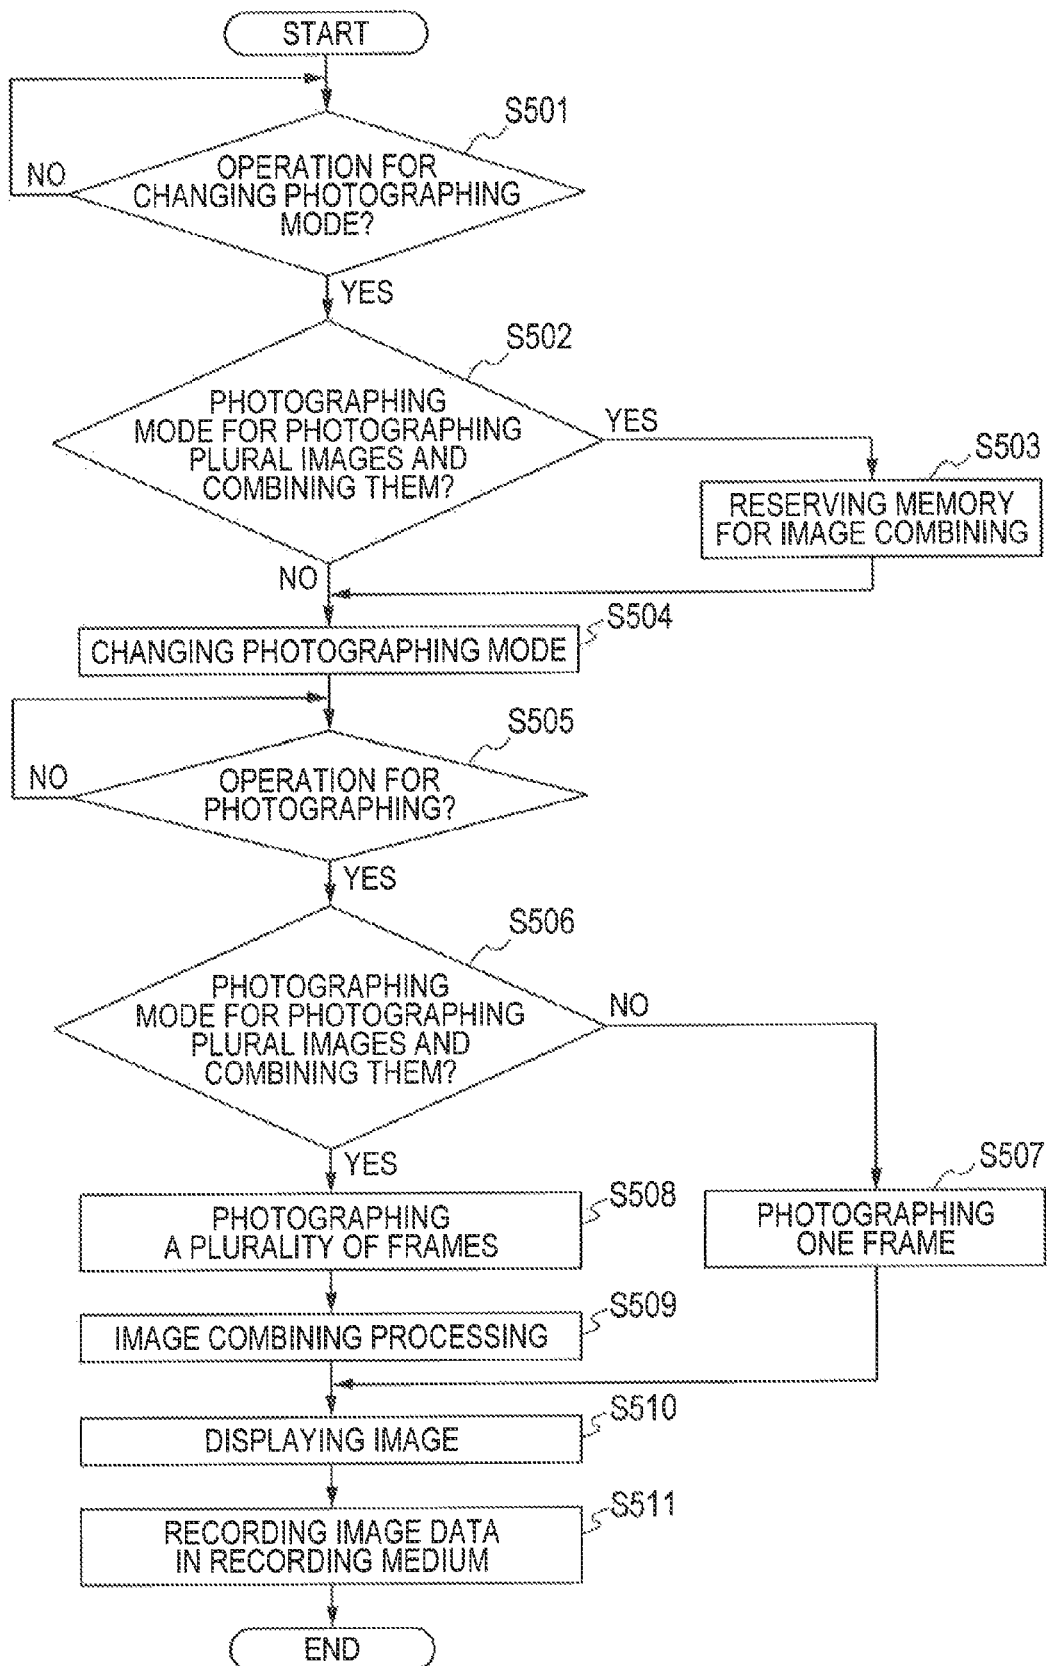 START
S501
OPERATION FOR
CHANGING PHOTOGRAPHING
MODE?
NO
YES
S502
PHOTOGRAPHING
MODE FOR PHOTOGRAPHING
PLURAL IMAGES AND
COMBINING THEM?
YES
S503
RESERVING MEMORY
FOR IMAGE COMBINING
NO
S504
CHANGING PHOTOGRAPHING MODE
S505
OPERATION FOR
PHOTOGRAPHING?
NO
YES
S506
PHOTOGRAPHING
MODE FOR PHOTOGRAPHING
PLURAL IMAGES AND
COMBINING THEM?
NO
YES
S507
PHOTOGRAPHING
ONE FRAME
S508
PHOTOGRAPHING
A PLURALITY OF FRAMES
S509
IMAGE COMBINING PROCESSING
S510
DISPLAYING IMAGE
S511
RECORDING IMAGE DATA
IN RECORDING MEDIUM
END